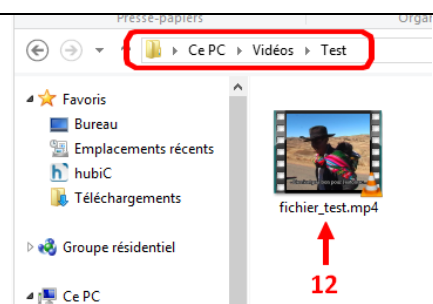 Presse-papiers
Ce PC Vidéos Test
Favoris
Bureau
Emplacements récents
hubiC
Téléchargements
Groupe résidentiel
Ce PC
fichier_test.mp4
12